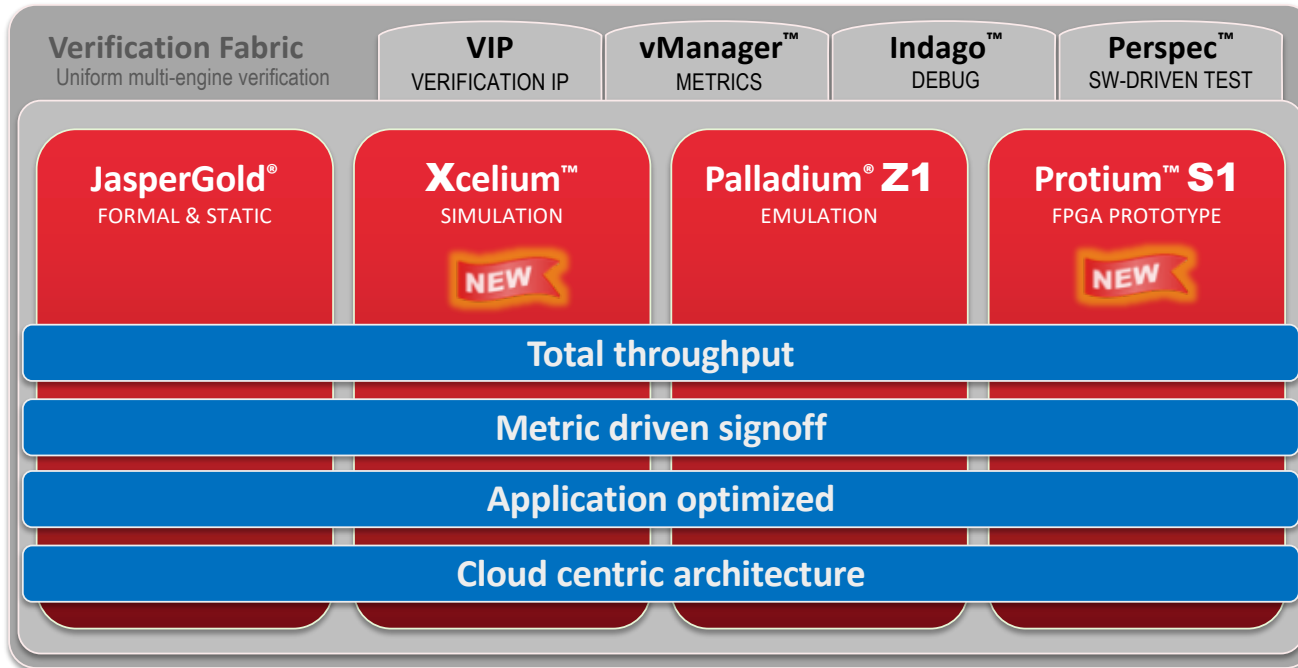 Verification Fabric
Uniform multi-engine verification
VIP
VERIFICATION IP
vManager™
METRICS
Indago™
DEBUG
Perspec™
SW-DRIVEN TEST
JasperGold®
FORMAL & STATIC
Xcelium™
SIMULATION
NEW
Palladium® Z1
EMULATION
Protium™ S1
FPGA PROTOTYPE
NEW
Total throughput
Metric driven signoff
Application optimized
Cloud centric architecture